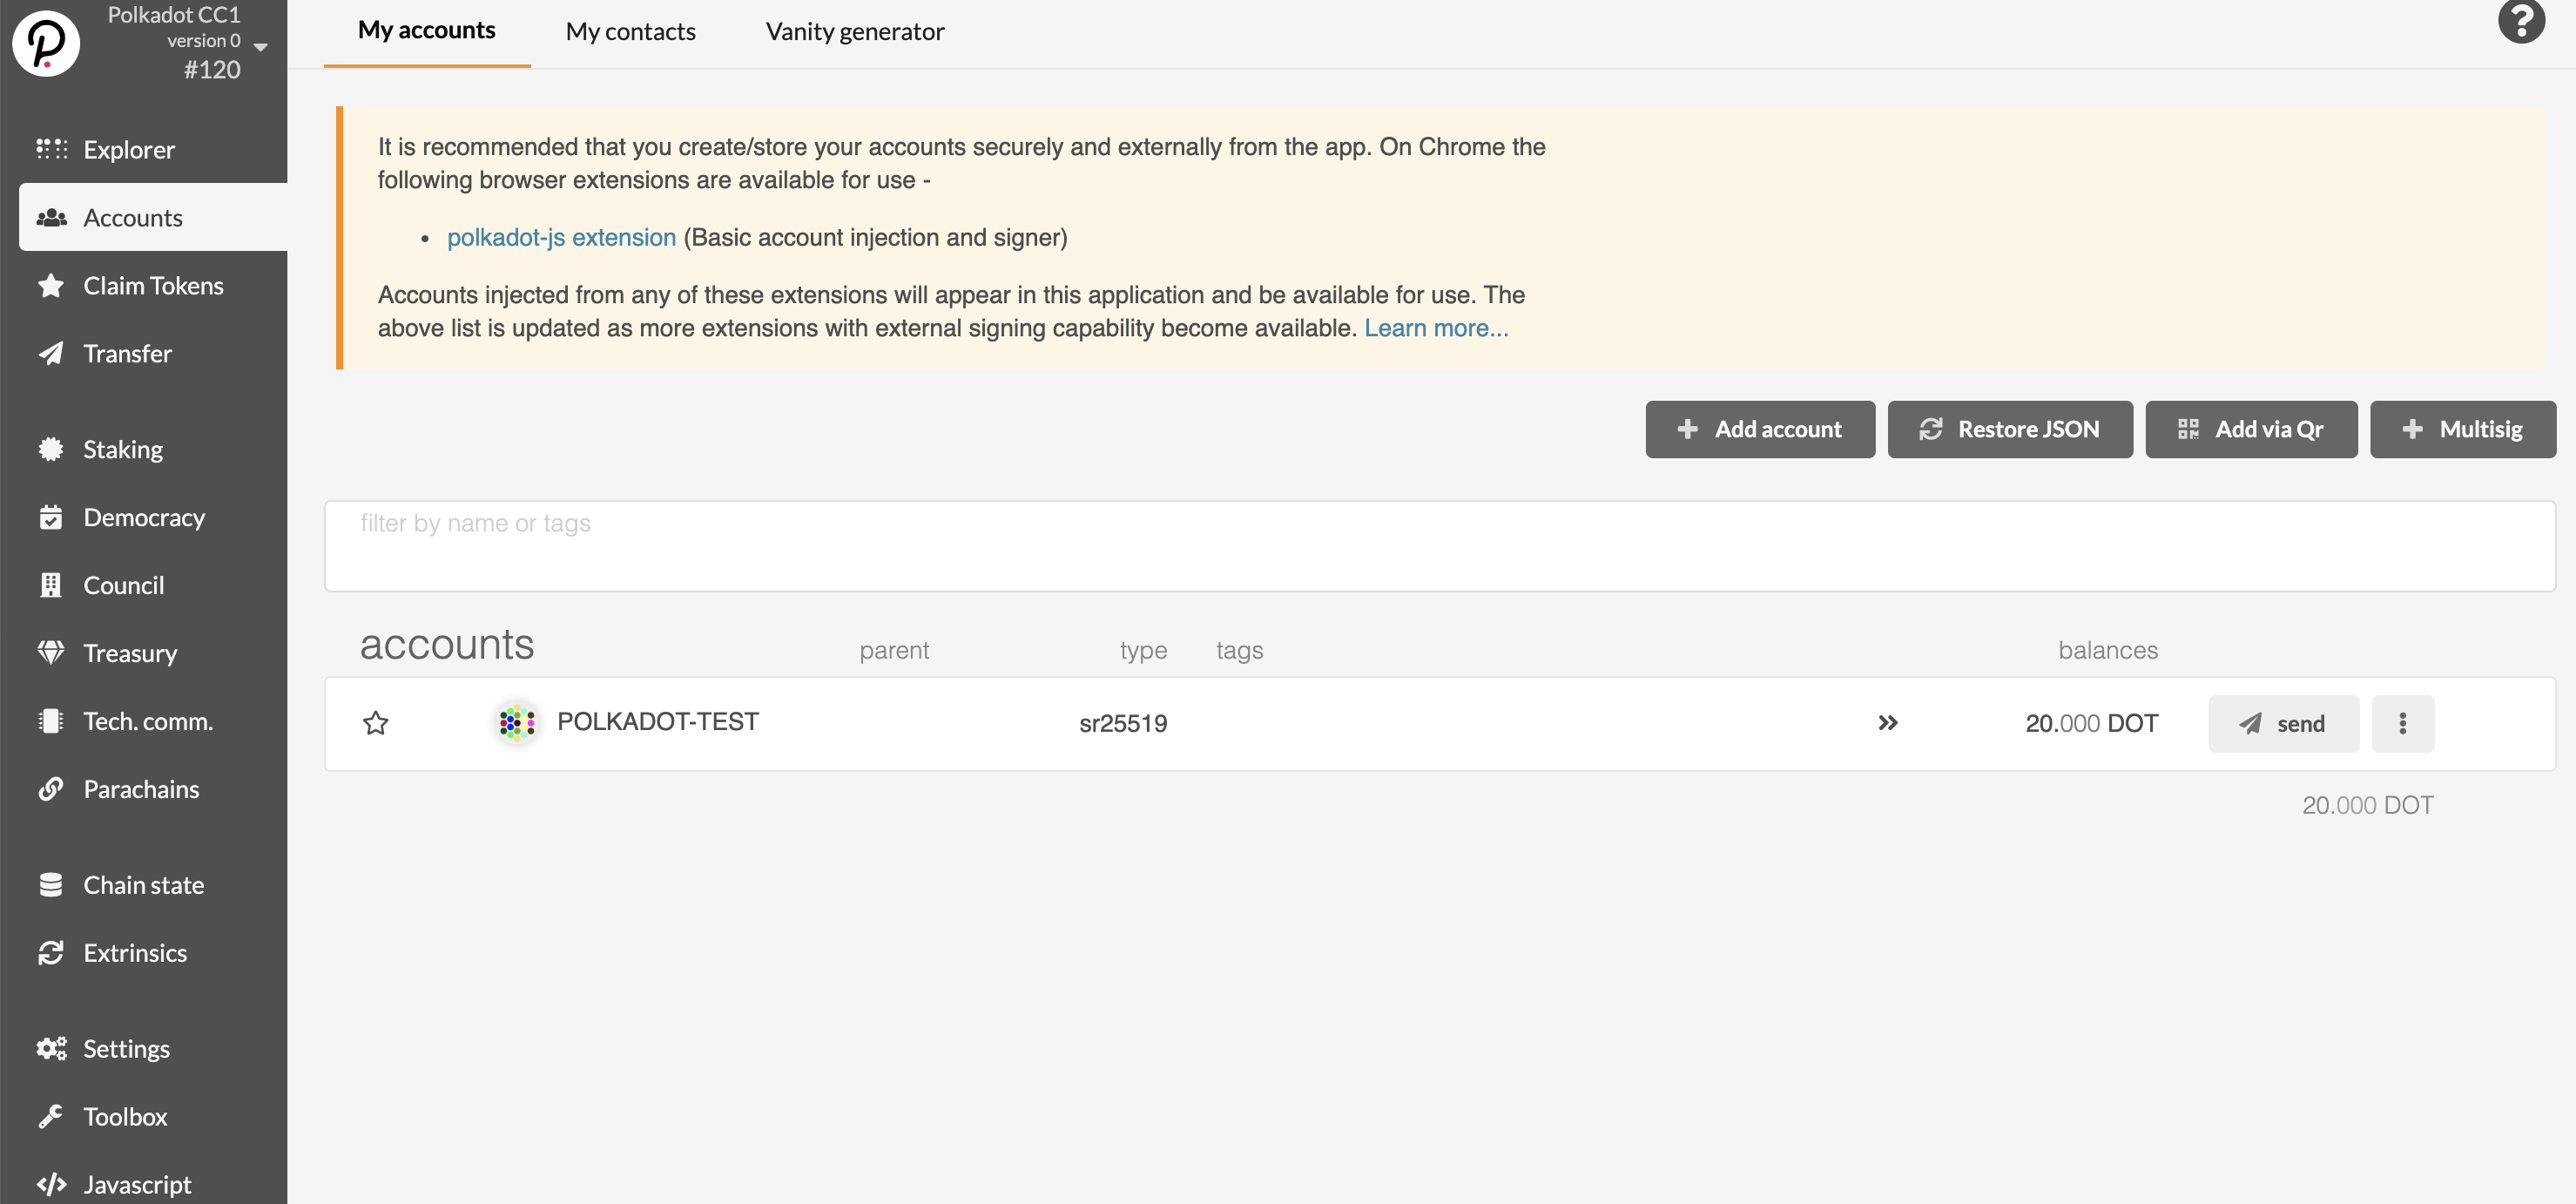 Polkadot CC1
version 0
#120
Explorer
Accounts
Claim Tokens
Transfer
Staking
Democracy
Council
Treasury
Tech. comm.
Parachains
Chain state
Extrinsics
Settings
Toolbox
Javascript
My accounts My contacts Vanity generator
It is recommended that you create/store your accounts securely and externally from the app. On Chrome the
following browser extensions are available for use -
• polkadot-js extension (Basic account injection and signer)
Accounts injected from any of these extensions will appear in this application and be available for use. The
above list is updated as more extensions with external signing capability become available. Learn more...
Add account Restore JSON Add via Qr Multisig
filter by name or tags
accounts parent type tags balances
POLKADOT-TEST sr25519 20.000 DOT send
20.000 DOT